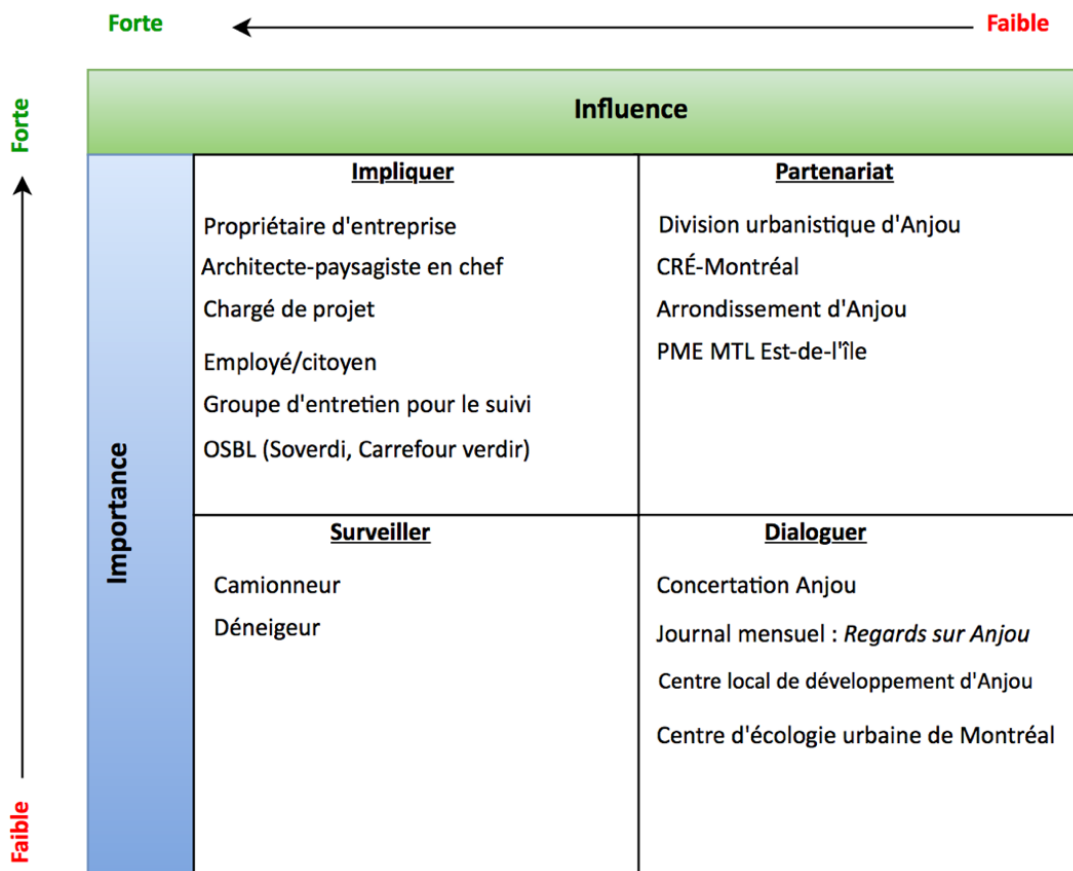 Forte
Faible
Forte
Influence
Importance
Impliquer
Propriétaire d'entreprise
Architecte-paysagiste en chef
Chargé de projet
Employé/citoyen
Groupe d'entretien pour le suivi
OSBL (Soverdi, Carrefour verdir)
Partenariat
Division urbanistique d'Anjou
CRÉ-Montréal
Arrondissement d'Anjou
PME MTL Est-de-l'île
Surveiller
Camionneur
Déneigeur
Dialoguer
Concertation Anjou
Journal mensuel : Regards sur Anjou
Centre local de développement d'Anjou
Centre d'écologie urbaine de Montréal
Faible